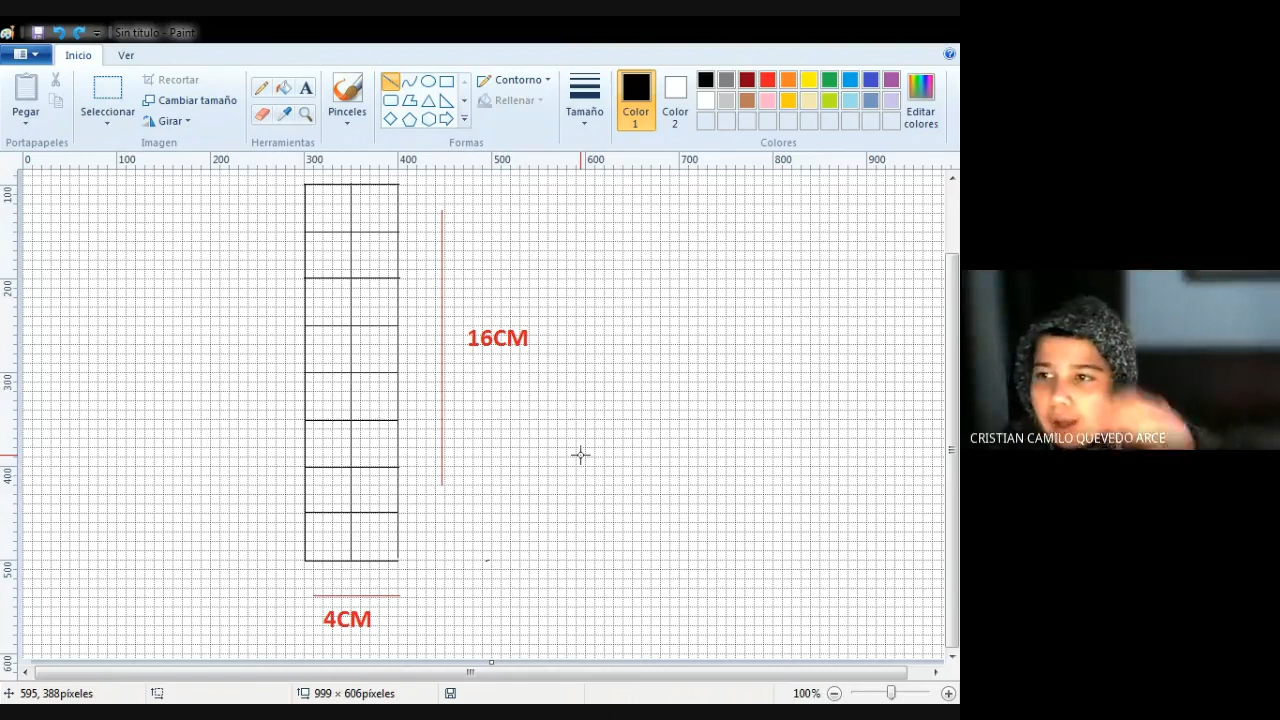 Sin título - Paint
Inicio
Ver
Pegar
Portapapeles
Seleccionar
Recortar
Cambiar tamaño
Girar
Imagen
A
Herramientas
Pinceles
Contorno
Rellenar
Formas
Tamaño
Color
1
Color
2
Editar
colores
Colores
0 100 200 300 400 500 600 700 800 900
100
200
300
400
500
600
16CM
4CM
CRISTIAN CAMILO QUEVEDO ARCE
595, 388píxeles
999 × 606píxeles
100%